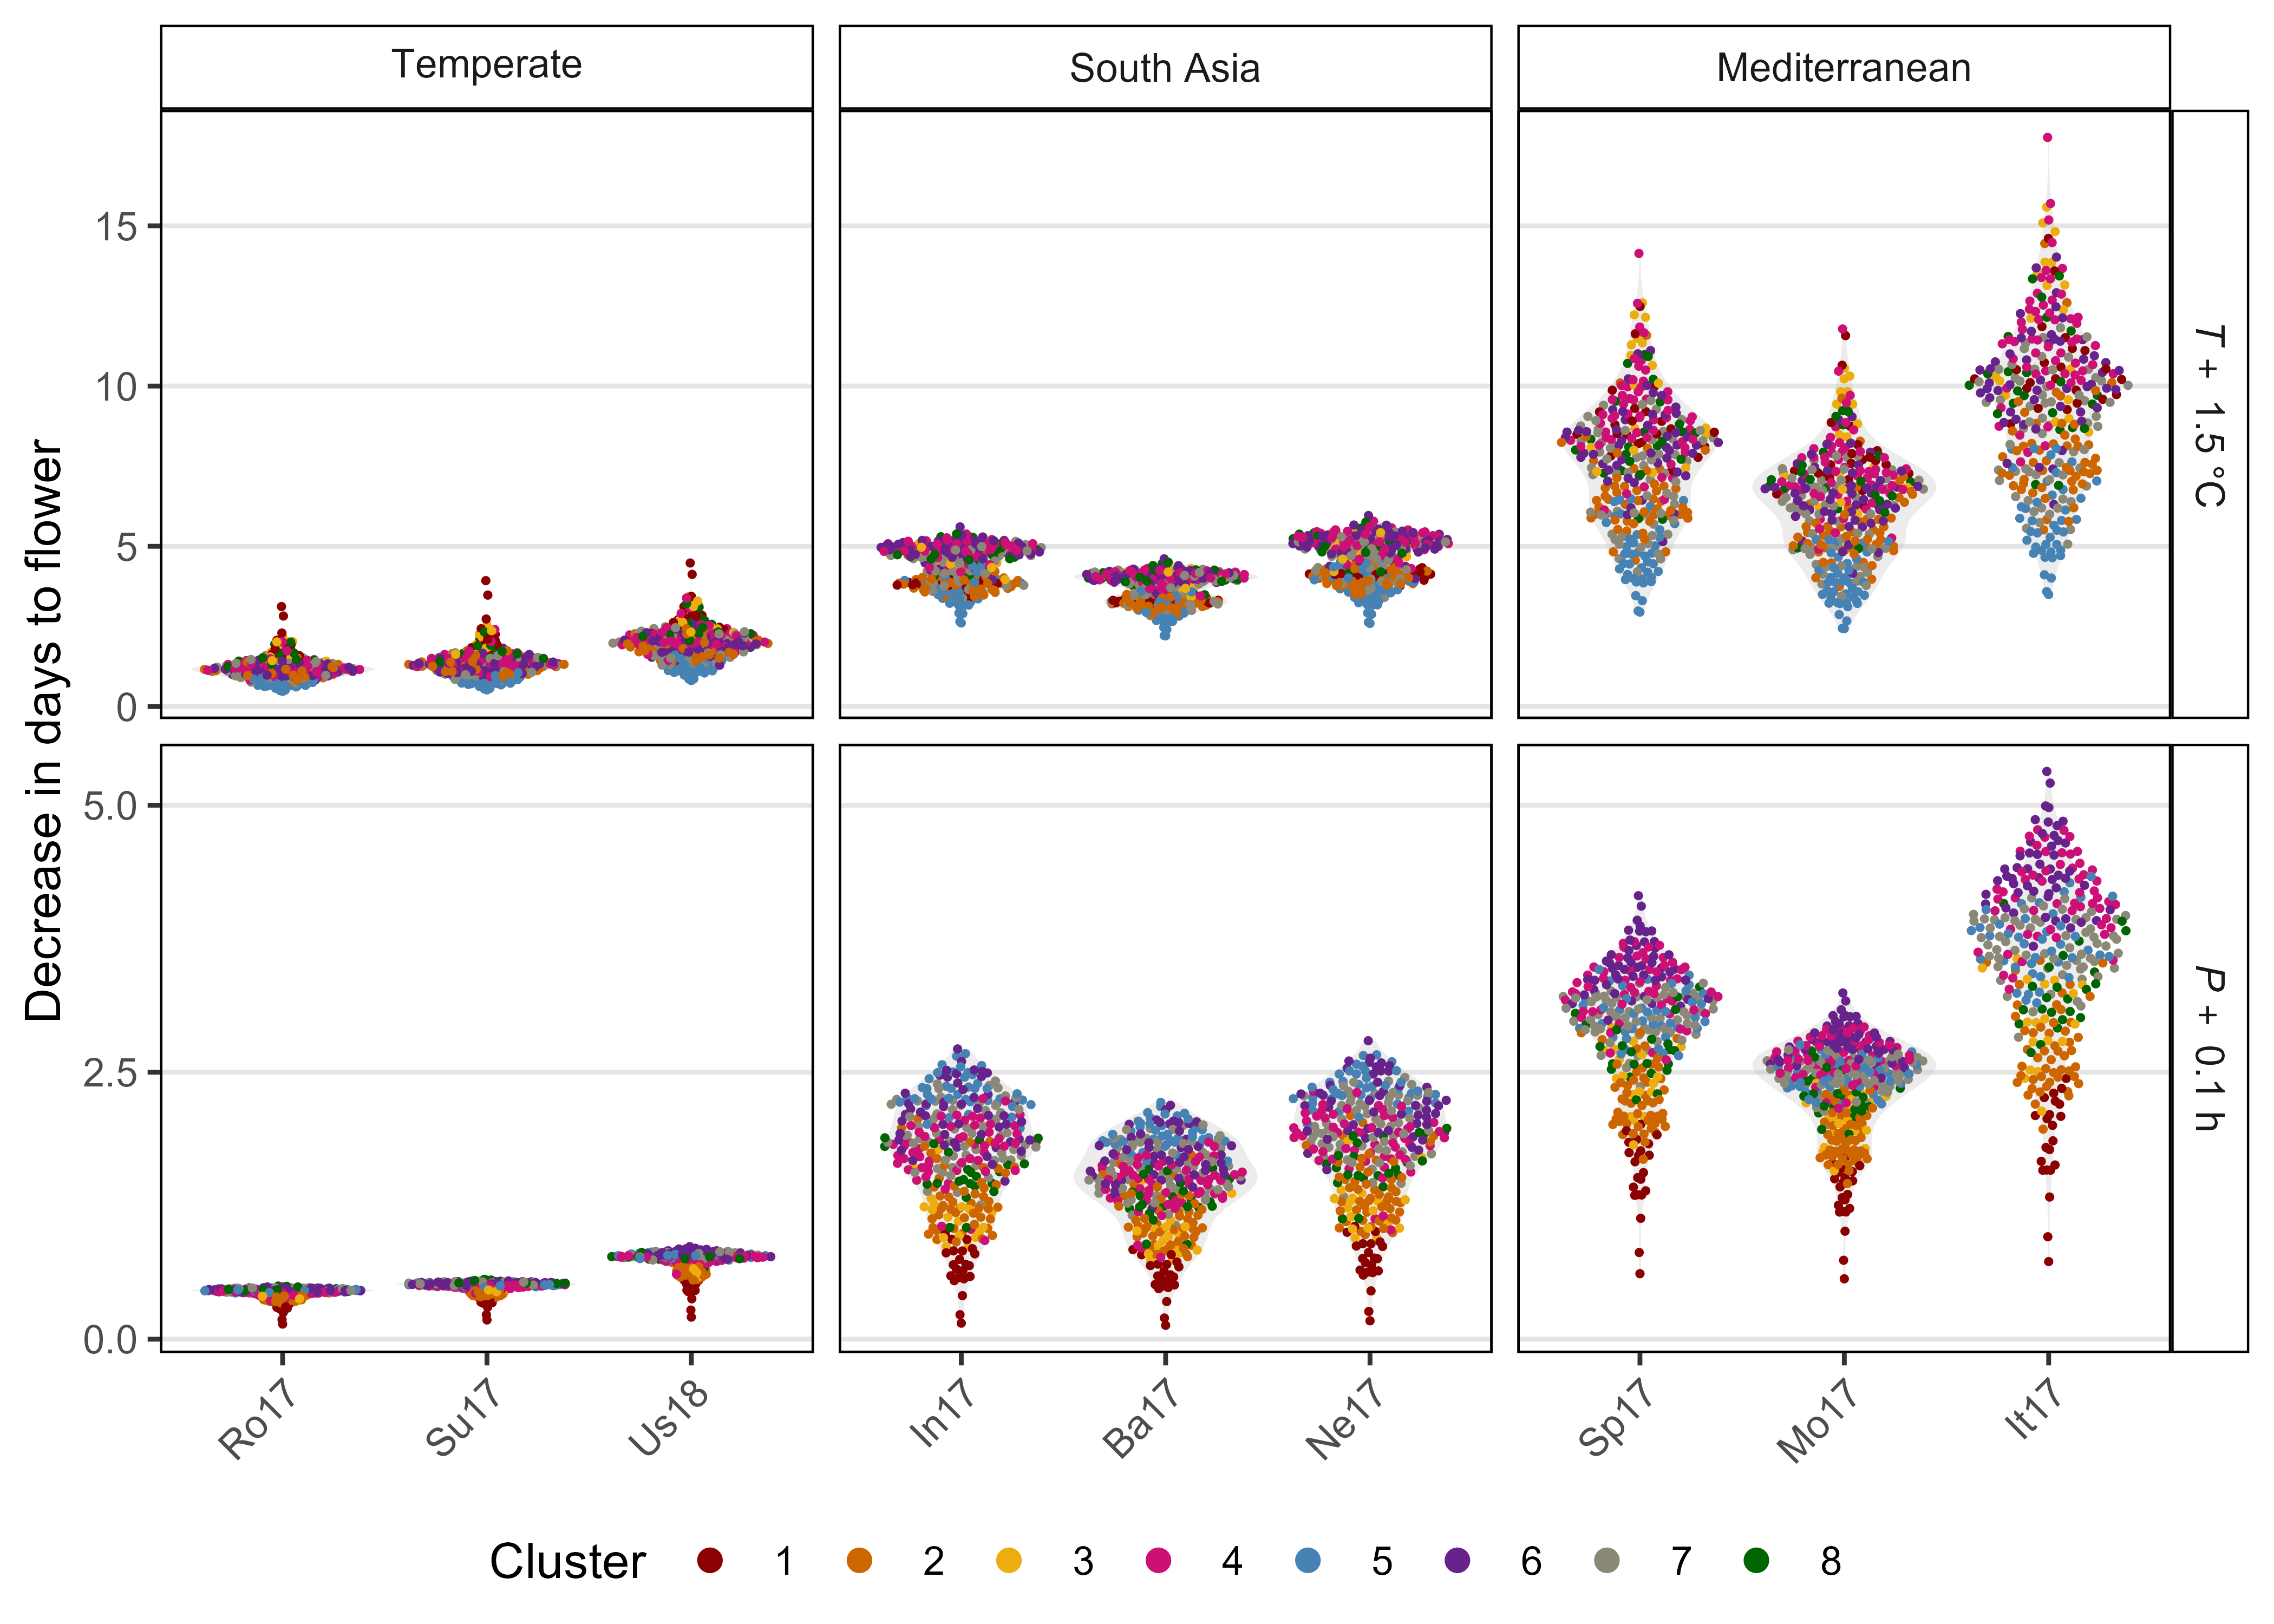 Temperate
South Asia
Mediterranean
Decrease in days to flower
15
10
5
0
T + 1.5 °C
5.0
2.5
0.0
P + 0.1 h
Ro17
Su17
Us18
In17
Ba17
Ne17
Sp17
Mo17
It17
Cluster 1 2 3 4 5 6 7 8